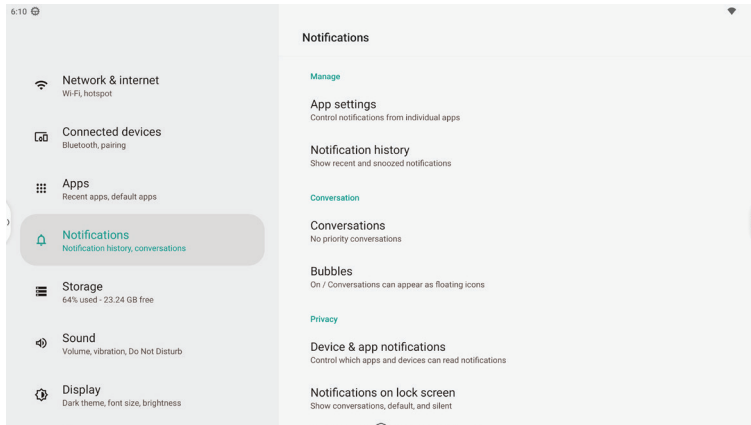 6:10
Network & internet
Wi-Fi, hotspot
Connected devices
Bluetooth, pairing
Apps
Recent apps, default apps
Notifications
Notification history, conversations
Storage
64% used - 23.24 GB free
Sound
Volume, vibration, Do Not Disturb
Display
Dark theme, font size, brightness
Notifications
Manage
App settings
Control notifications from individual apps
Notification history
Show recent and snoozed notifications
Conversation
Conversations
No priority conversations
Bubbles
On / Conversations can appear as floating icons
Privacy
Device & app notifications
Control which apps and devices can read notifications
Notifications on lock screen
Show conversations, default, and silent